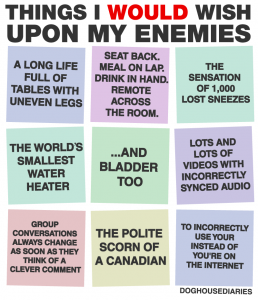 THINGS I WOULD WISH
UPON MY ENEMIES
A LONG LIFE
FULL OF
TABLES WITH
UNEVEN LEGS
SEAT BACK.
MEAL ON LAP.
DRINK IN HAND.
REMOTE
ACROSS
THE ROOM.
THE
SENSATION
OF 1,000
LOST SNEEZES
THE WORLD'S
SMALLEST
WATER
HEATER
...AND
BLADDER
TOO
LOTS AND
LOTS OF
VIDEOS WITH
INCORRECTLY
SYNCED AUDIO
GROUP
CONVERSATIONS
ALWAYS CHANGE
AS SOON AS THEY
THINK OF A
CLEVER COMMENT
THE POLITE
SCORN OF
A CANADIAN
TO INCORRECTLY
USE YOUR
INSTEAD OF
YOU'RE ON
THE INTERNET
DOGHOUSEDIARIES